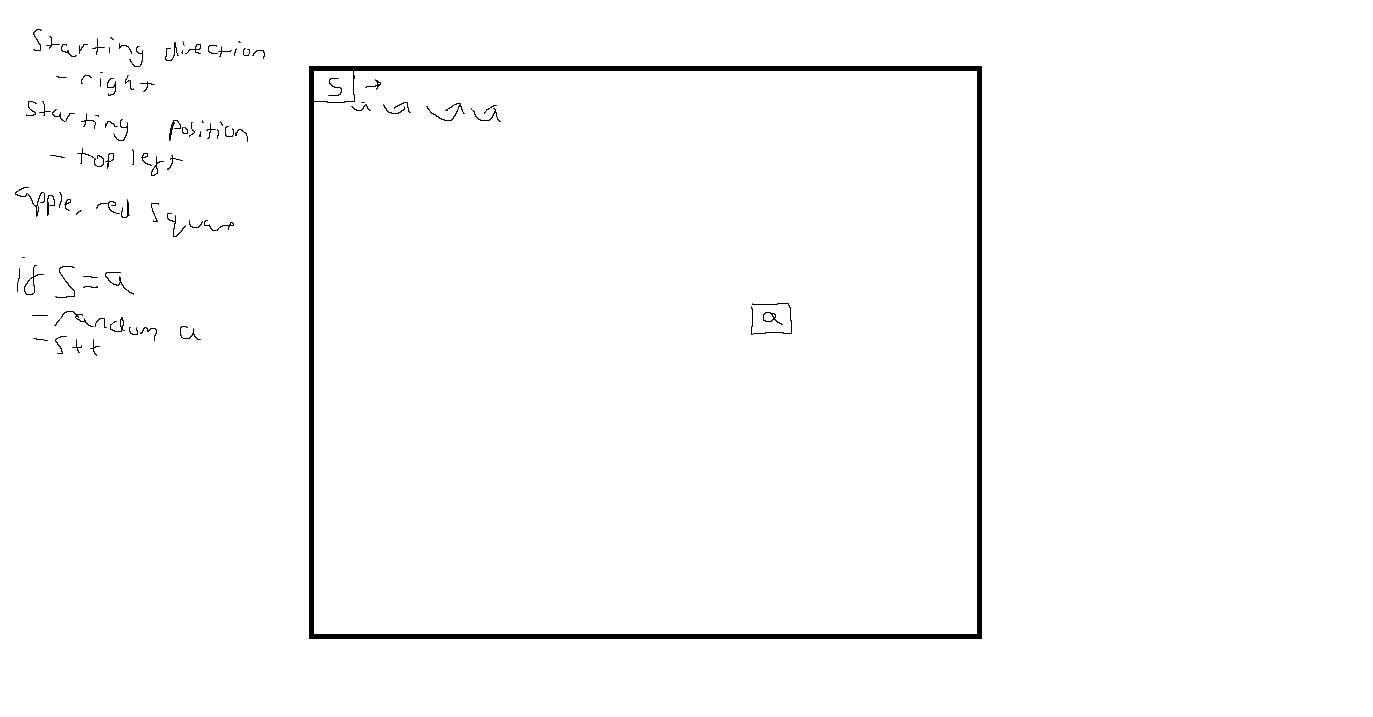 Starting direction
- right
Starting position
- top left
apple, red square
if S=a
- random a
- S++
S →
a